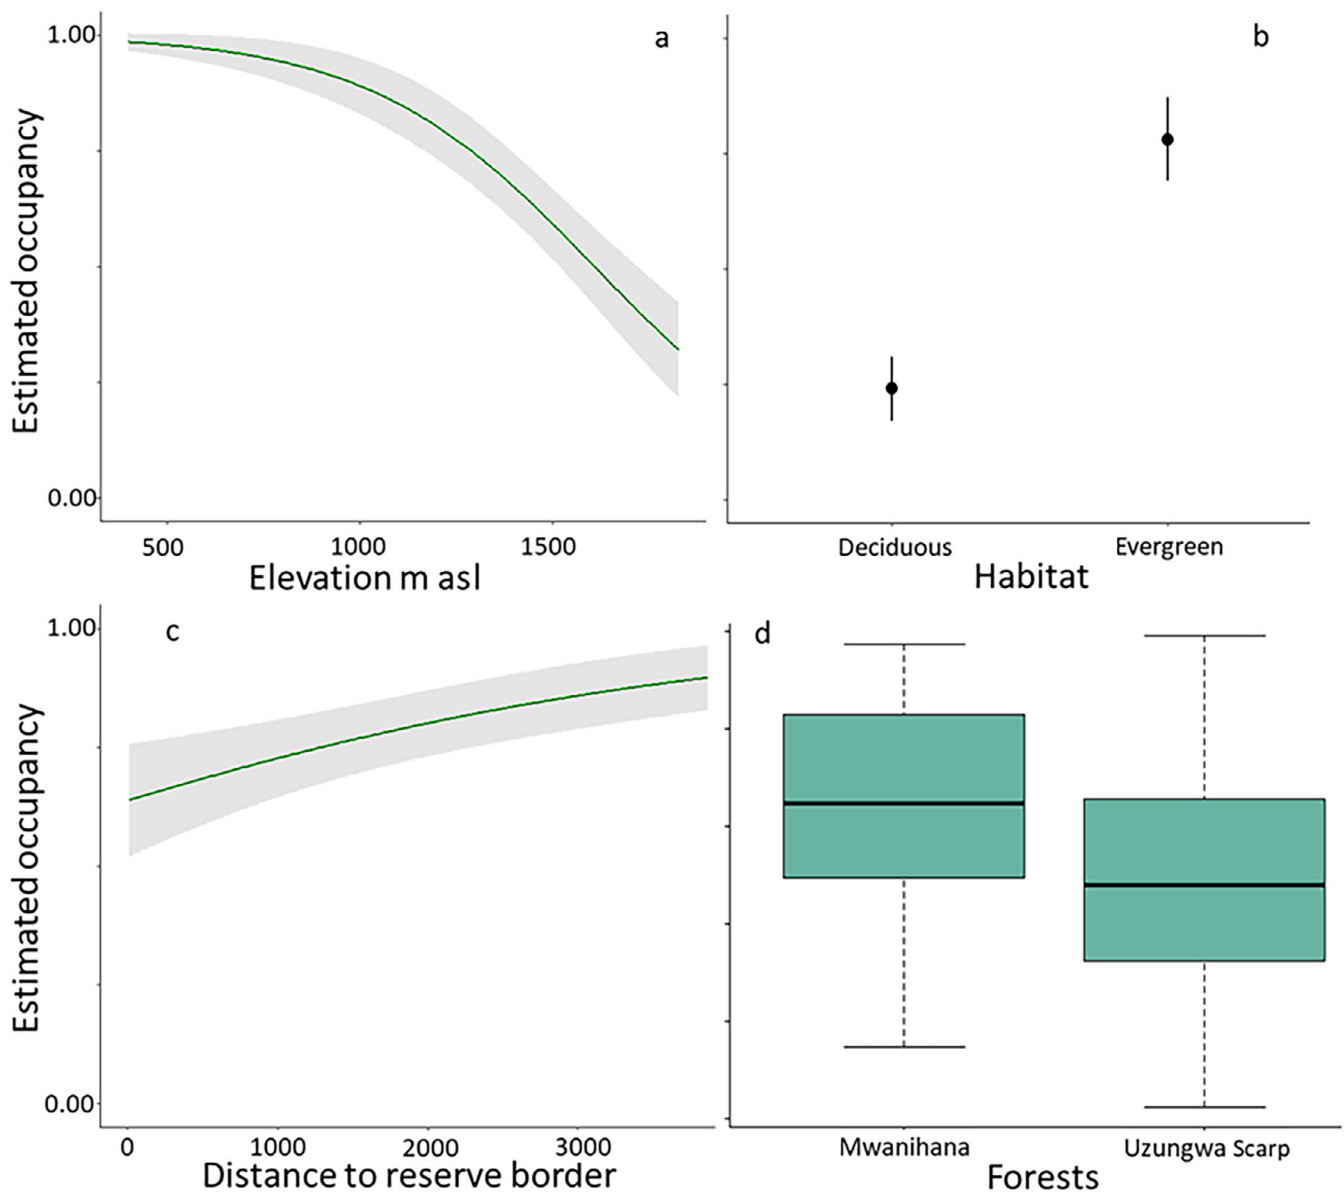 1.00
a
b
Estimated occupancy
0.00
500 1000 1500
Elevation m asl
Deciduous Evergreen
Habitat
1.00
c
d
Estimated occupancy
0.00
0 1000 2000 3000
Distance to reserve border
Mwanihana Uzungwa Scarp
Forests